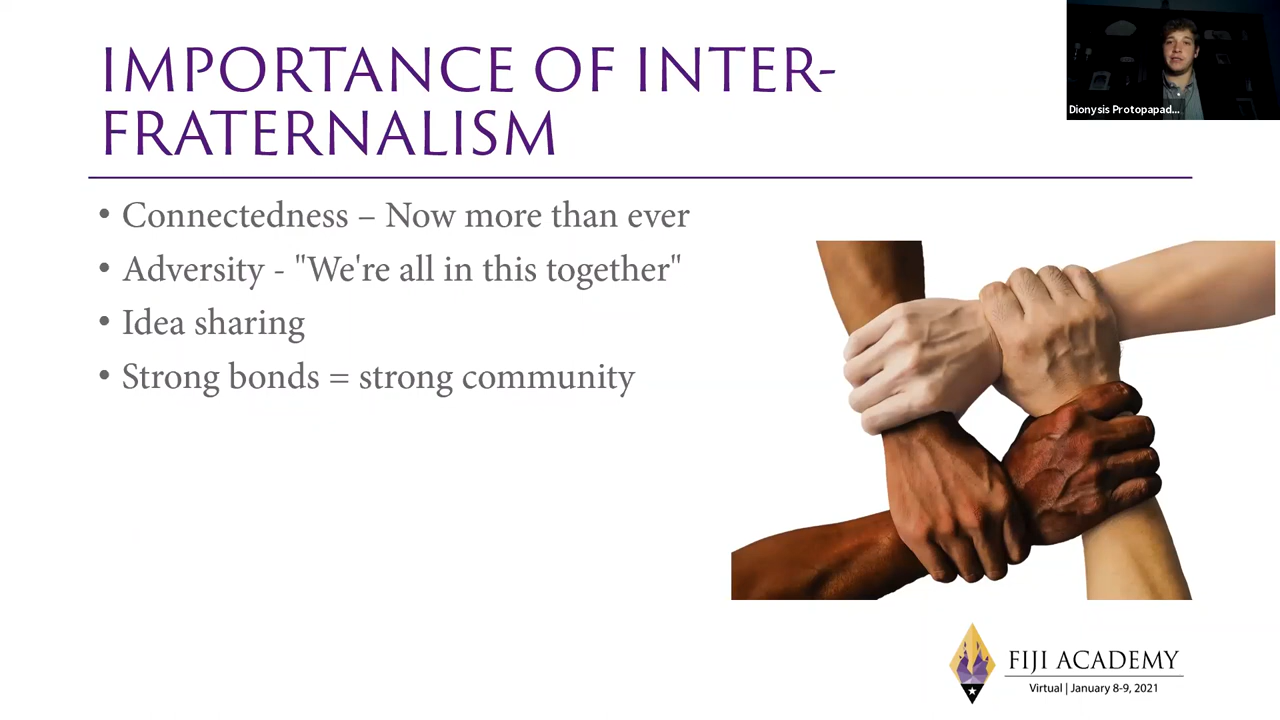 IMPORTANCE OF INTER-
FRATERNALISM
Dionysis Protopapad...
• Connectedness – Now more than ever
• Adversity - "We're all in this together"
• Idea sharing
• Strong bonds = strong community
FIJI ACADEMY
Virtual | January 8-9, 2021